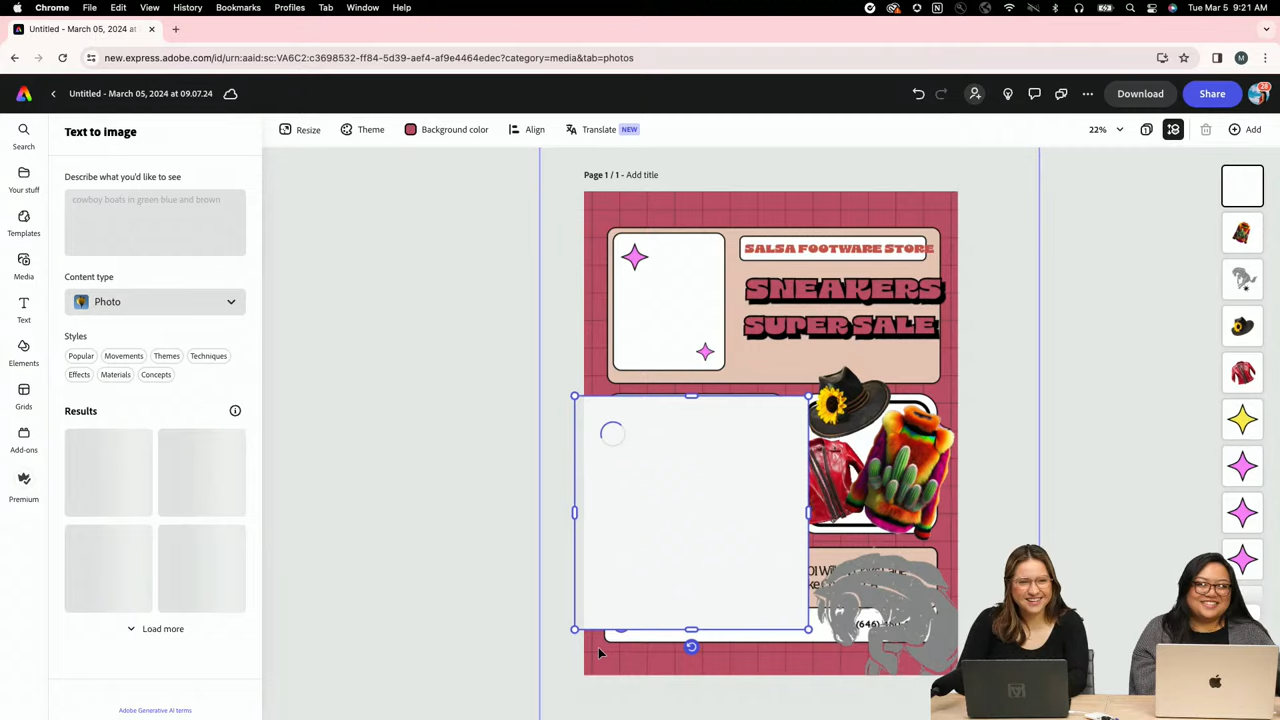 Chrome File Edit View History Bookmarks Profiles Tab Window Help
Tue Mar 5 9:21 AM
Untitled - March 05, 2024 at
new.express.adobe.com/id/urn:aaid:sc:VA6C2:c3698532-ff84-5d39-aef4-af9e4464edec?category=media&tab=photos
M
Untitled - March 05, 2024 at 09.07.24
Download
Share
28
Search
Your stuff
Templates
Media
Text
Elements
Grids
Add-ons
Premium
Text to image
Describe what you'd like to see
cowboy boats in green blue and brown
Content type
Photo
Styles
Popular Movements Themes Techniques
Effects Materials Concepts
Results
Load more
Adobe Generative AI terms
Resize Theme Background color Align Translate NEW
22%
1
Add
Page 1 / 1 - Add title
SALSA FOOTWARE STORE
SNEAKERS
SUPER SALE
(646)